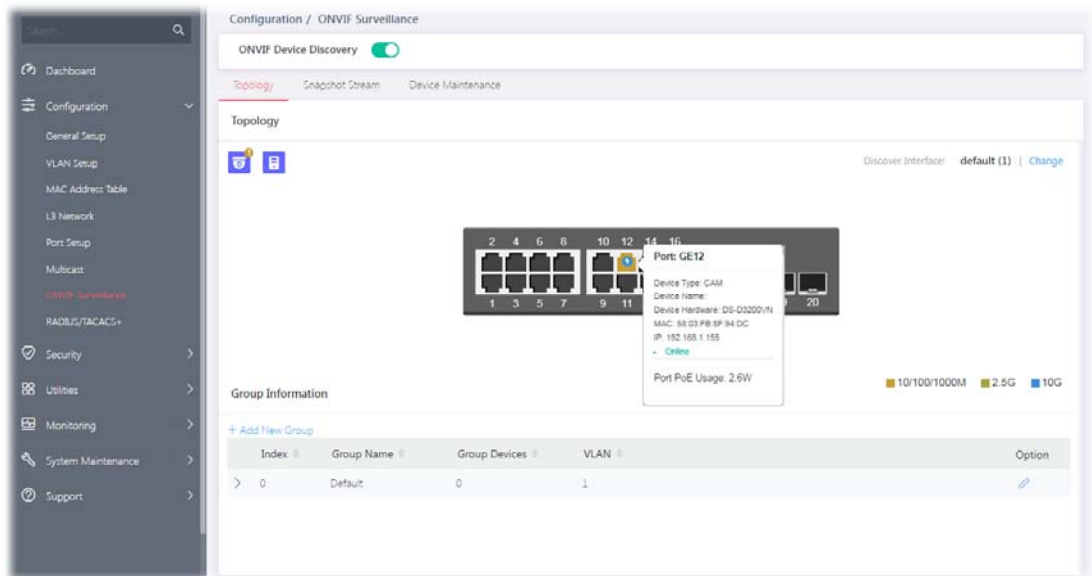 Search
Dashboard
Configuration
General Setup
VLAN Setup
MAC Address Table
L3 Network
Port Setup
Multicast
ONVIF Surveillance
RADIUS/TACACS+
Security
Utilities
Monitoring
System Maintenance
Support
Configuration / ONVIF Surveillance
ONVIF Device Discovery
Topology Snapshot Stream Device Maintenance
Topology
Discover Interface: default (1) | Change
2 4 6 8 10 12 14 16
1 3 5 7 9 11 20
Port: GE12
Device Type: CAM
Device Name:
Device Hardware: DS-D3200VN
MAC: 58:03:FB:8F:94:DC
IP: 192.168.1.155
- Online
Port PoE Usage: 2.6W
10/100/1000M 2.5G 10G
Group Information
+ Add New Group
Index Group Name Group Devices VLAN Option
0 Default 0 1